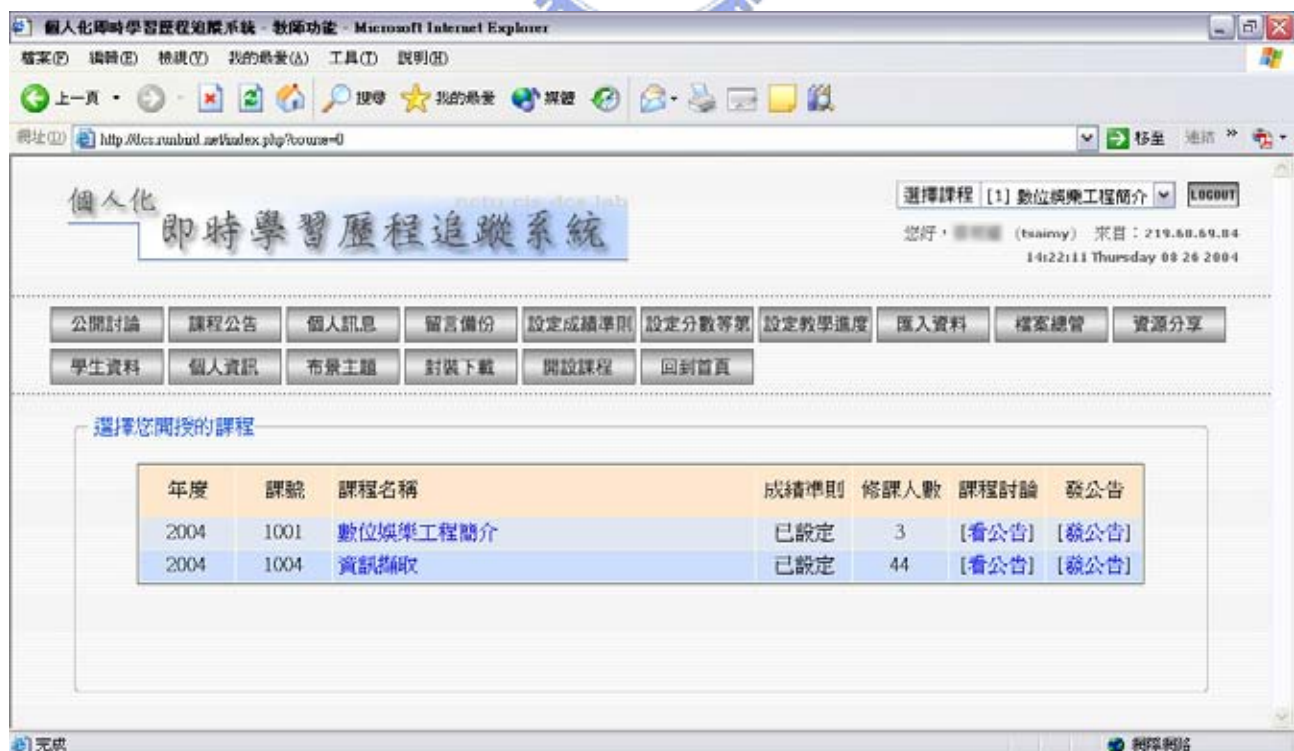 個人化即時學習歷程追蹤系統 - 教師功能 - Microsoft Internet Explorer
檔案(F) 編輯(E) 檢視(V) 我的最愛(A) 工具(T) 說明(H)
上一頁 搜尋 我的最愛 媒體
網址(D) index.php?course=0 移至 連結 »
個人化
nctu cis dcs lab
選擇課程 [1] 數位娛樂工程簡介 LOGOUT
即時學習歷程追蹤系統
您好, (tsaimy) 來自:219.68.69.84
14:22:11 Thursday 08 26 2004
公開討論 課程公告 個人訊息 留言備份 設定成績準則 設定分數等第 設定教學進度 匯入資料 檔案總管 資源分享
學生資料 個人資訊 布景主題 封裝下載 開設課程 回到首頁
選擇您開授的課程
年度 課號 課程名稱 成績準則 修課人數 課程討論 發公告
2004 1001 數位娛樂工程簡介 已設定 3 [看公告] [發公告]
2004 1004 資訊擷取 已設定 44 [看公告] [發公告]
完成 網際網路